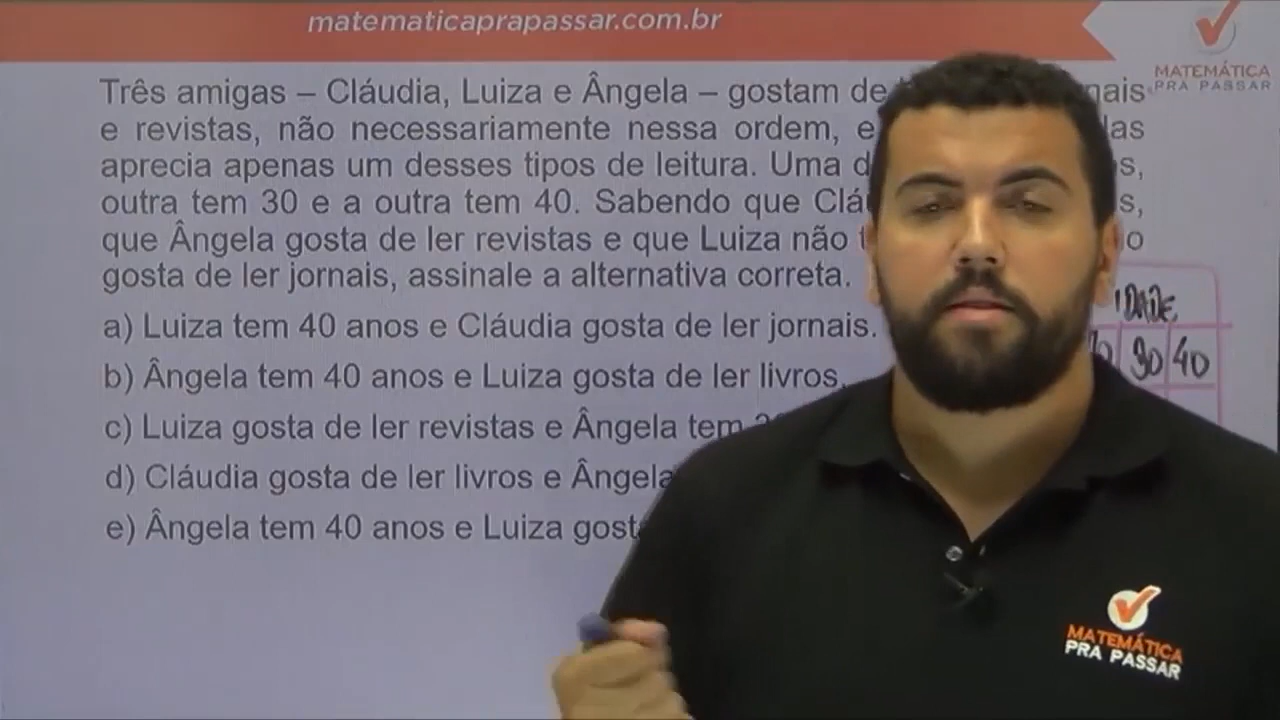 matematicaprapassar.com.br
MATEMÁTICA
PRA PASSAR
Três amigas – Cláudia, Luiza e Ângela – gostam de
e revistas, não necessariamente nessa ordem, e
aprecia apenas um desses tipos de leitura. Uma
outra tem 30 e a outra tem 40. Sabendo que
que Ângela gosta de ler revistas e que Luiza não
gosta de ler jornais, assinale a alternativa correta.
a) Luiza tem 40 anos e Cláudia gosta de ler jornais.
b) Ângela tem 40 anos e Luiza gosta de ler livros.
c) Luiza gosta de ler revistas e Ângela tem
d) Cláudia gosta de ler livros e Ângela
e) Ângela tem 40 anos e Luiza
IDADE
30 40
MATEMÁTICA
PRA PASSAR